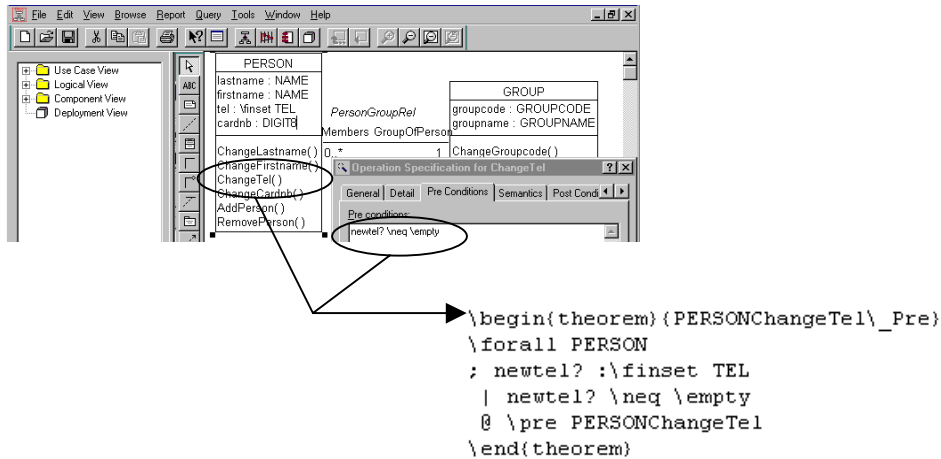 File Edit View Browse Report Query Tools Window Help
ABC
Use Case View
Logical View
Component View
Deployment View
PERSON
lastname : NAME
firstname : NAME
tel : \finset TEL
cardnb : DIGIT8
ChangeLastname( )
ChangeFirstname( )
ChangeTel( )
ChangeCardnb( )
AddPerson( )
RemovePerson( )
PersonGroupRel
Members GroupOfPerson
0..* 1
GROUP
groupcode : GROUPCODE
groupname : GROUPNAME
ChangeGroupcode( )
Operation Specification for ChangeTel
General Detail Pre Conditions Semantics Post Condi
Pre conditions:
newtel? \neq \empty
\begin{theorem}{PERSONChangeTel\_Pre}
\forall PERSON
; newtel? :\finset TEL
| newtel? \neq \empty
@ \pre PERSONChangeTel
\end{theorem}